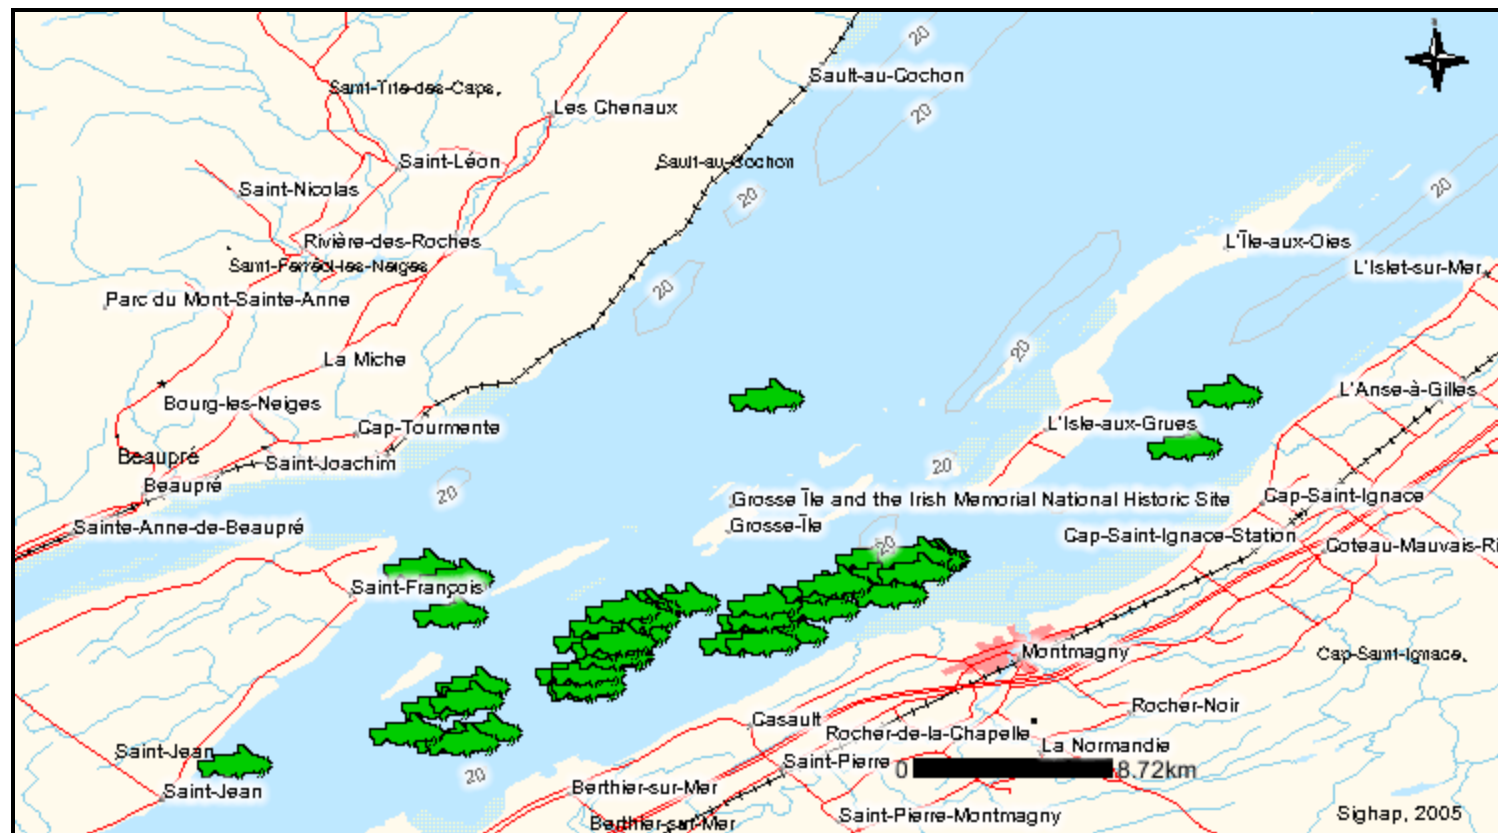 20
Sault-au-Cochon
Saint-Tite-des-Caps
Les Chenaux
20
Saint-Léon
Sault-au-Cochon
Saint-Nicolas
20
20
Rivière-des-Roches
L'Île-aux-Oies
Saint-Ferréol-les-Neiges
L'Islet-sur-Mer
Parc du Mont-Sainte-Anne
20
20
La Miche
L'Anse-à-Gilles
Bourg-les-Neiges
Cap-Tourmente
L'Isle-aux-Grues
Beaupré
Saint-Joachim
20
Beaupré
20
Grosse Île and the Irish Memorial National Historic Site
Cap-Saint-Ignace
Sainte-Anne-de-Beaupré
Grosse-Île
Cap-Saint-Ignace-Station
20
Coteau-Mauvais-Ri
Saint-François
Montmagny
Cap-Saint-Ignace
Rocher-Noir
Casault
Rocher-de-la-Chapelle
Saint-Jean
La Normandie
Saint-Pierre
0 8.72km
20
Saint-Jean
Berthier-sur-Mer
Sighap, 2005
Saint-Pierre-Montmagny
Berthier-sur-Mer